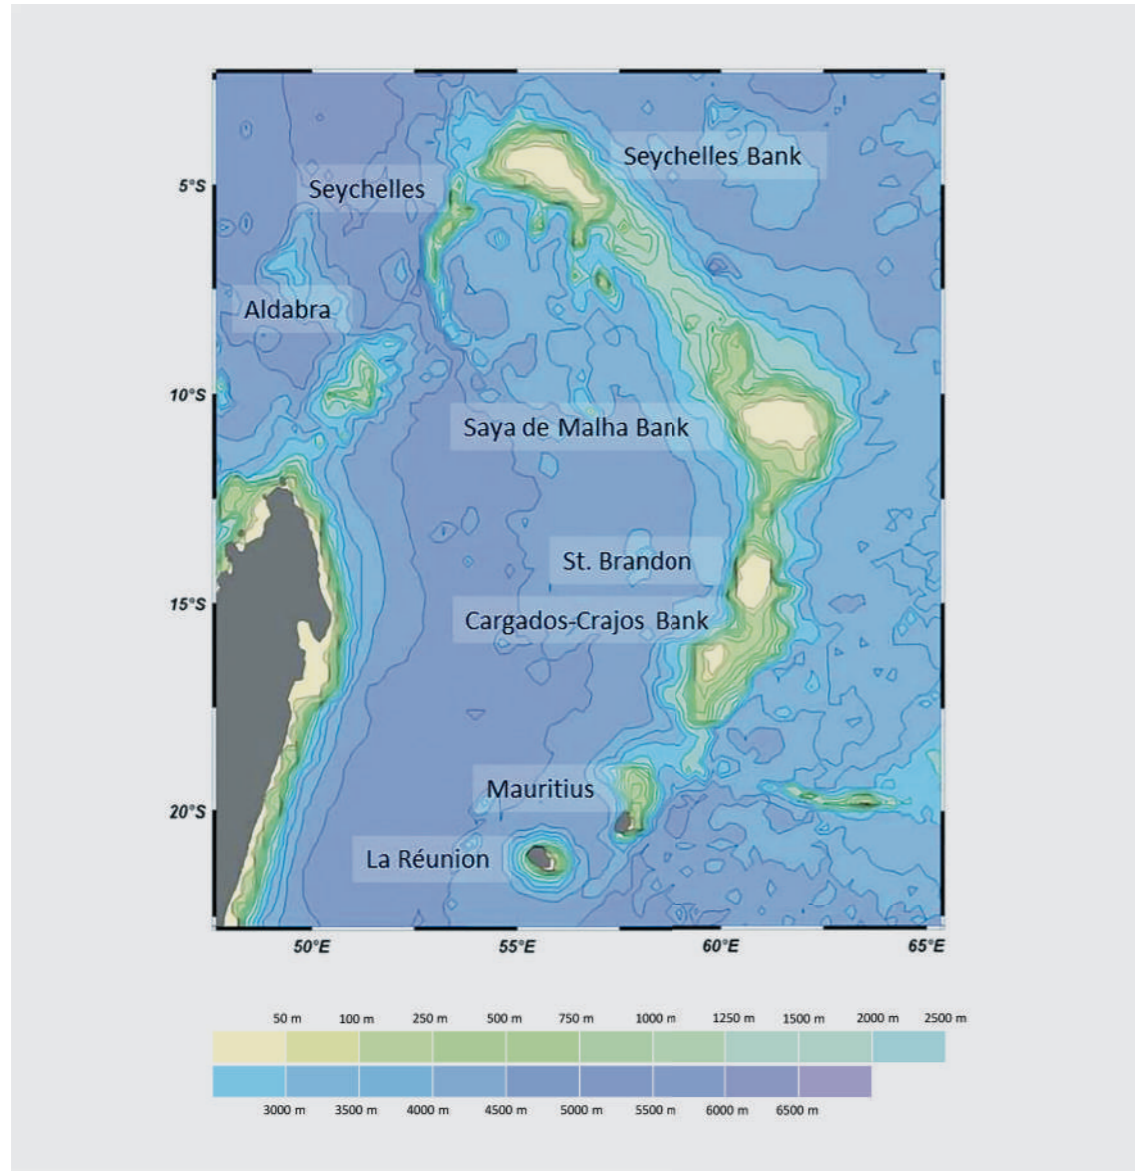 Seychelles Bank
5°S
Seychelles
Aldabra
10°S
Saya de Malha Bank
St. Brandon
15°S
Cargados-Crajos Bank
Mauritius
20°S
La Réunion
50°E 55°E 60°E 65°E
50 m 100 m 250 m 500 m 750 m 1000 m 1250 m 1500 m 2000 m 2500 m
3000 m 3500 m 4000 m 4500 m 5000 m 5500 m 6000 m 6500 m